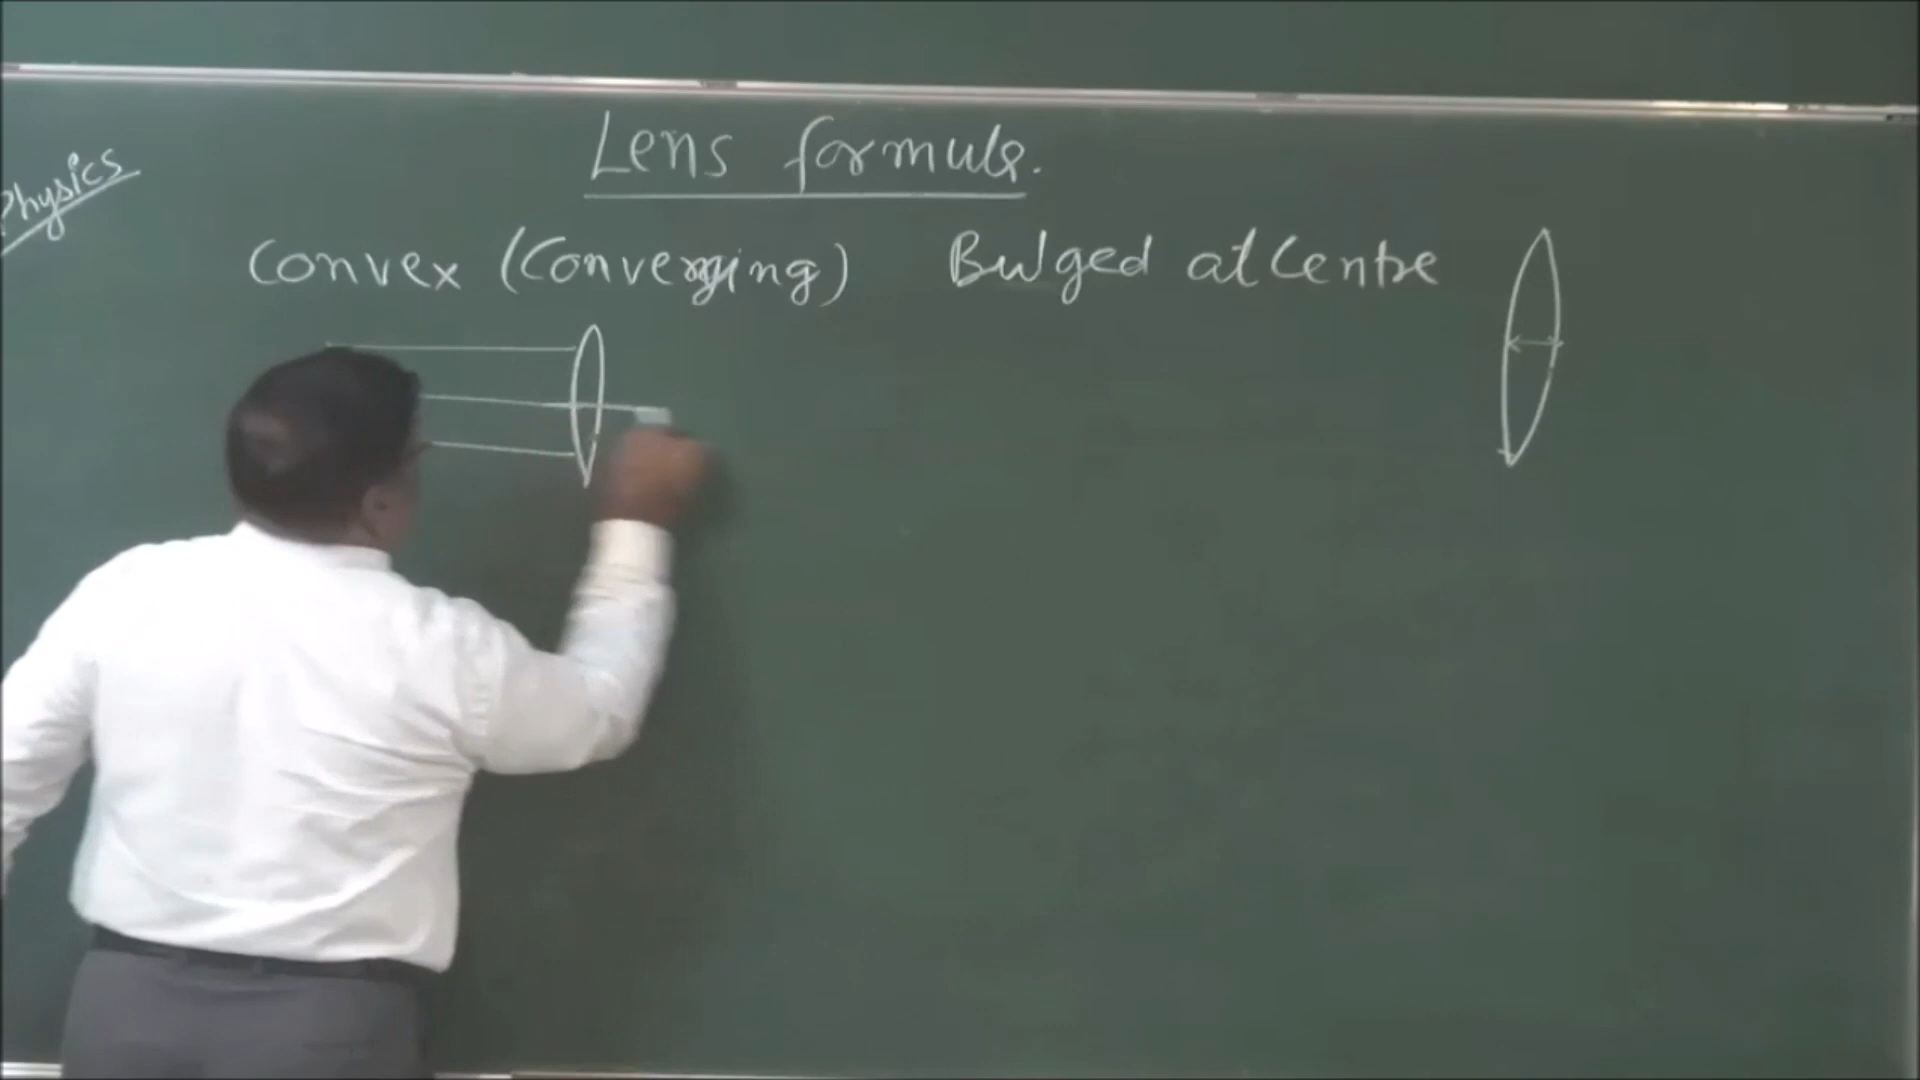 Physics
Lens formula.
Convex (Converging) Bulged at Centre